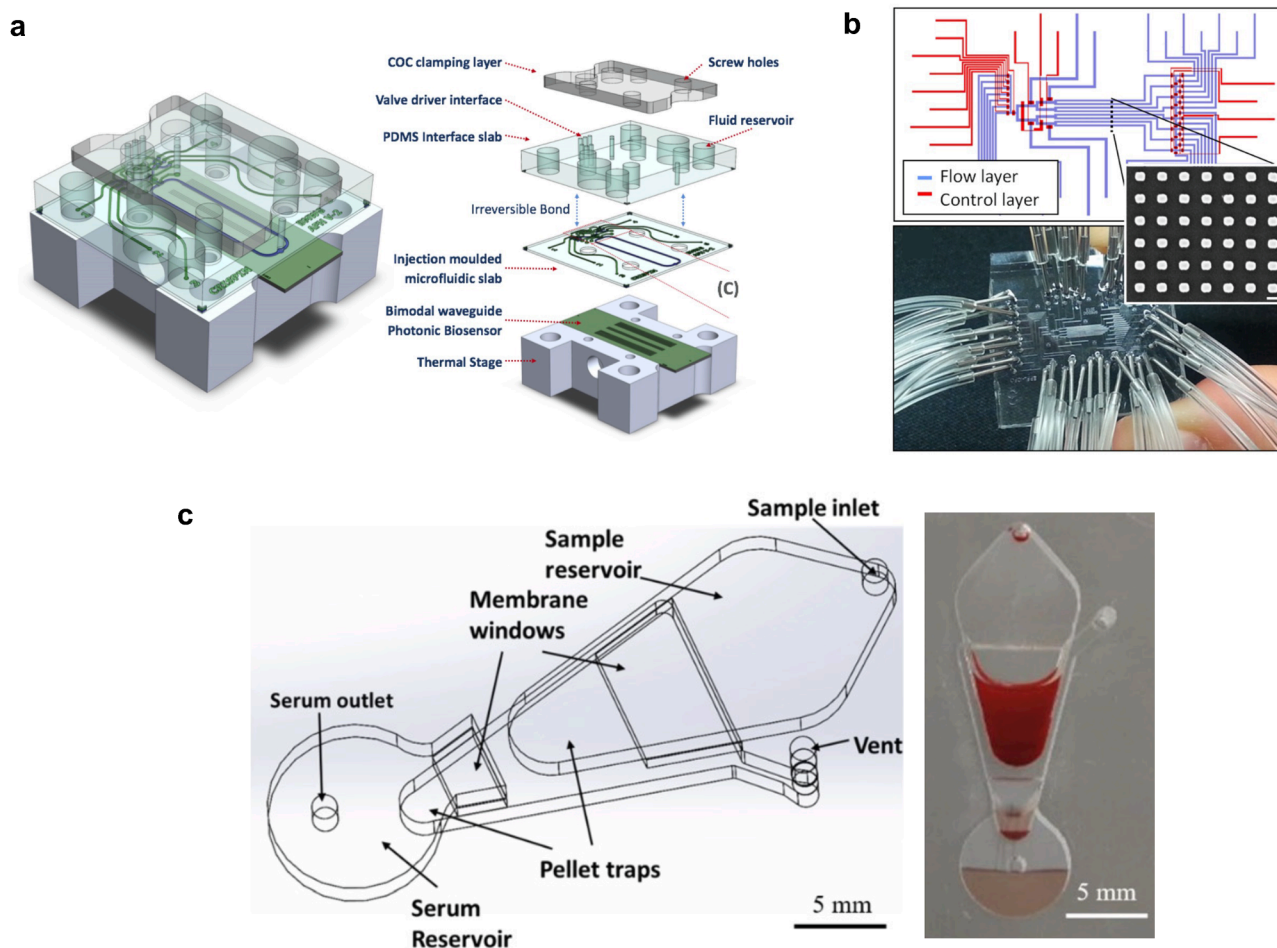 a
COC clamping layer
Screw holes
Valve driver interface
PDMS Interface slab
Fluid reservoir
Irreversible Bond
Injection moulded
microfluidic slab
(C)
Bimodal waveguide
Photonic Biosensor
Thermal Stage
b
Flow layer
Control layer
c
Sample inlet
Sample
reservoir
Membrane
windows
Serum outlet
Vent
Pellet traps
Serum
Reservoir
5 mm
5 mm